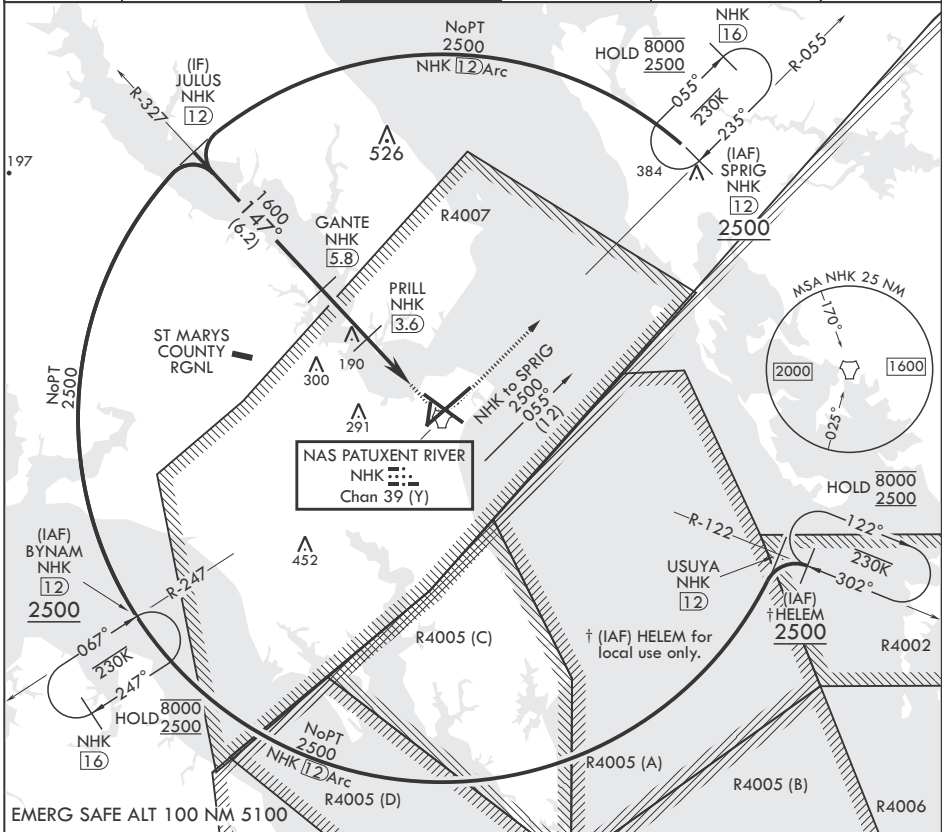 NoPT
2500
NHK 12 Arc
NHK
16
HOLD 8000
2500
R-055
055°
230K
235°
(IF)
JULUS
NHK
12
R-327
197
526
384
(IAF)
SPRIG
NHK
12
2500
1600
147°
(6.2)
GANTE
NHK
5.8
R4007
PRILL
NHK
3.6
MSA NHK 25 NM
170°
2000
1600
025°
ST MARYS
COUNTY
RGNL
190
300
291
NoPT
2500
NHK to SPRIG
2500
055°
(12)
NAS PATUXENT RIVER
NHK
Chan 39 (Y)
HOLD 8000
2500
R-122
122°
230K
302°
USUYA
NHK
12
(IAF)
†HELEM
2500
452
(IAF)
BYNAM
NHK
12
2500
R-247
067°
230K
247°
HOLD 8000
2500
NHK
16
R4005 (C)
† (IAF) HELEM for
local use only.
R4002
NoPT
2500
NHK 12 Arc
R4005 (D)
R4005 (A)
R4005 (B)
R4006
EMERG SAFE ALT 100 NM 5100